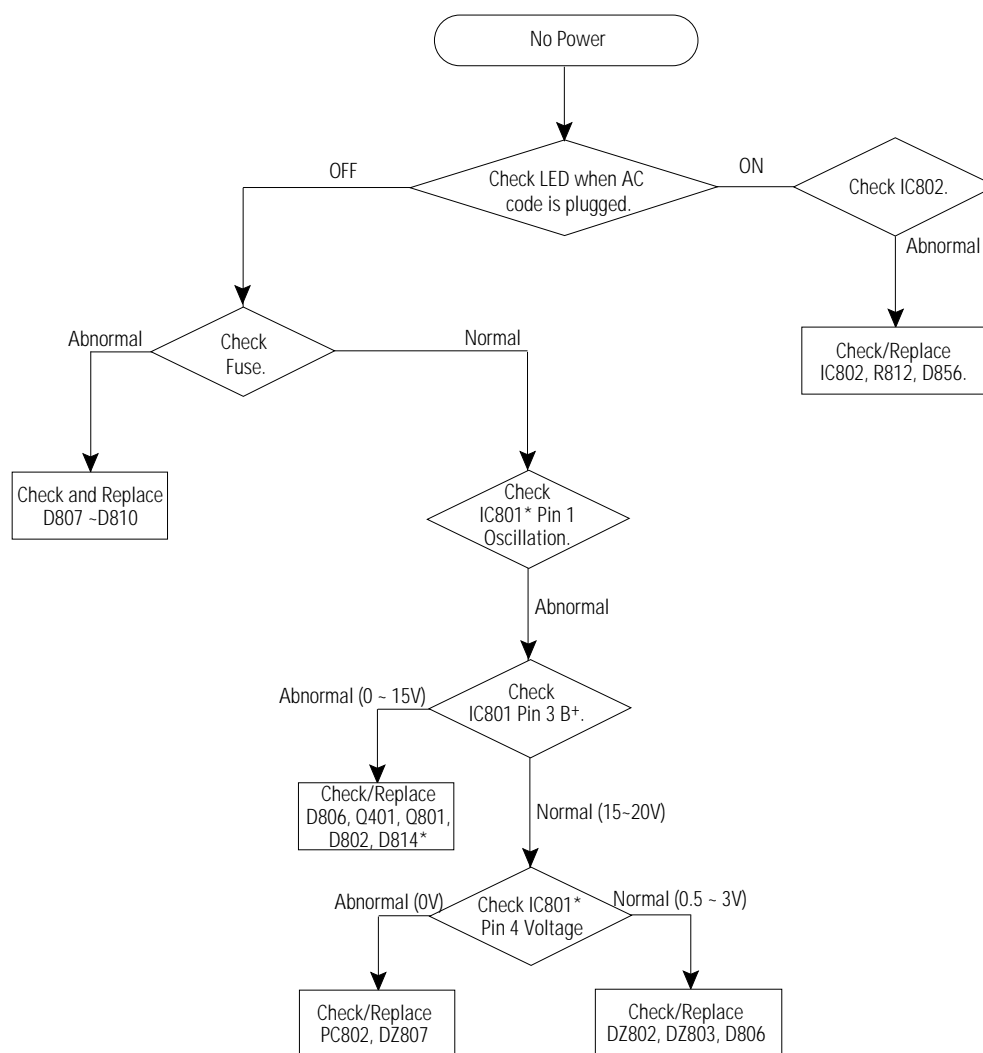 No Power
OFF
Check LED when AC
code is plugged.
ON
Check IC802.
Abnormal
Check/Replace
IC802, R812, D856.
Abnormal
Check
Fuse.
Normal
Check and Replace
D807 ~D810
Check
IC801* Pin 1
Oscillation.
Abnormal
Abnormal (0 ~ 15V)
Check
IC801 Pin 3 B+.
Check/Replace
D806, Q401, Q801,
D802, D814*
Normal (15~20V)
Abnormal (0V)
Check IC801*
Pin 4 Voltage
Normal (0.5 ~ 3V)
Check/Replace
PC802, DZ807
Check/Replace
DZ802, DZ803, D806